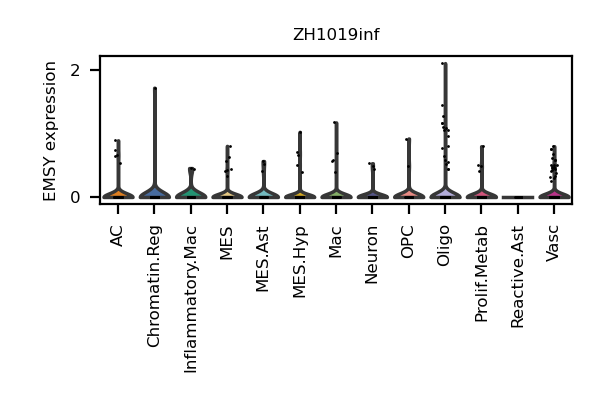 ZH1019inf
EMSY expression
2
0
AC
Chromatin.Reg
Inflammatory.Mac
MES
MES.Ast
MES.Hyp
Mac
Neuron
OPC
Oligo
Prolif.Metab
Reactive.Ast
Vasc